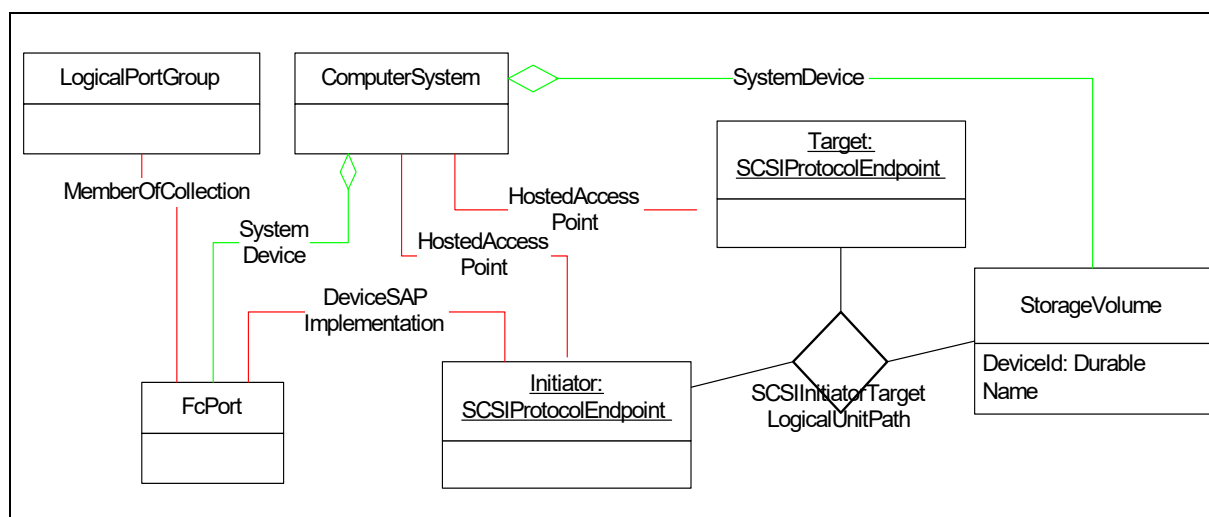 LogicalPortGroup
ComputerSystem
SystemDevice
Target:
SCSIProtocolEndpoint
MemberOfCollection
HostedAccess
Point
System
Device
HostedAccess
Point
DeviceSAP
Implementation
StorageVolume
DeviceId: Durable
Name
FcPort
Initiator:
SCSIProtocolEndpoint
SCSIInitiatorTarget
LogicalUnitPath